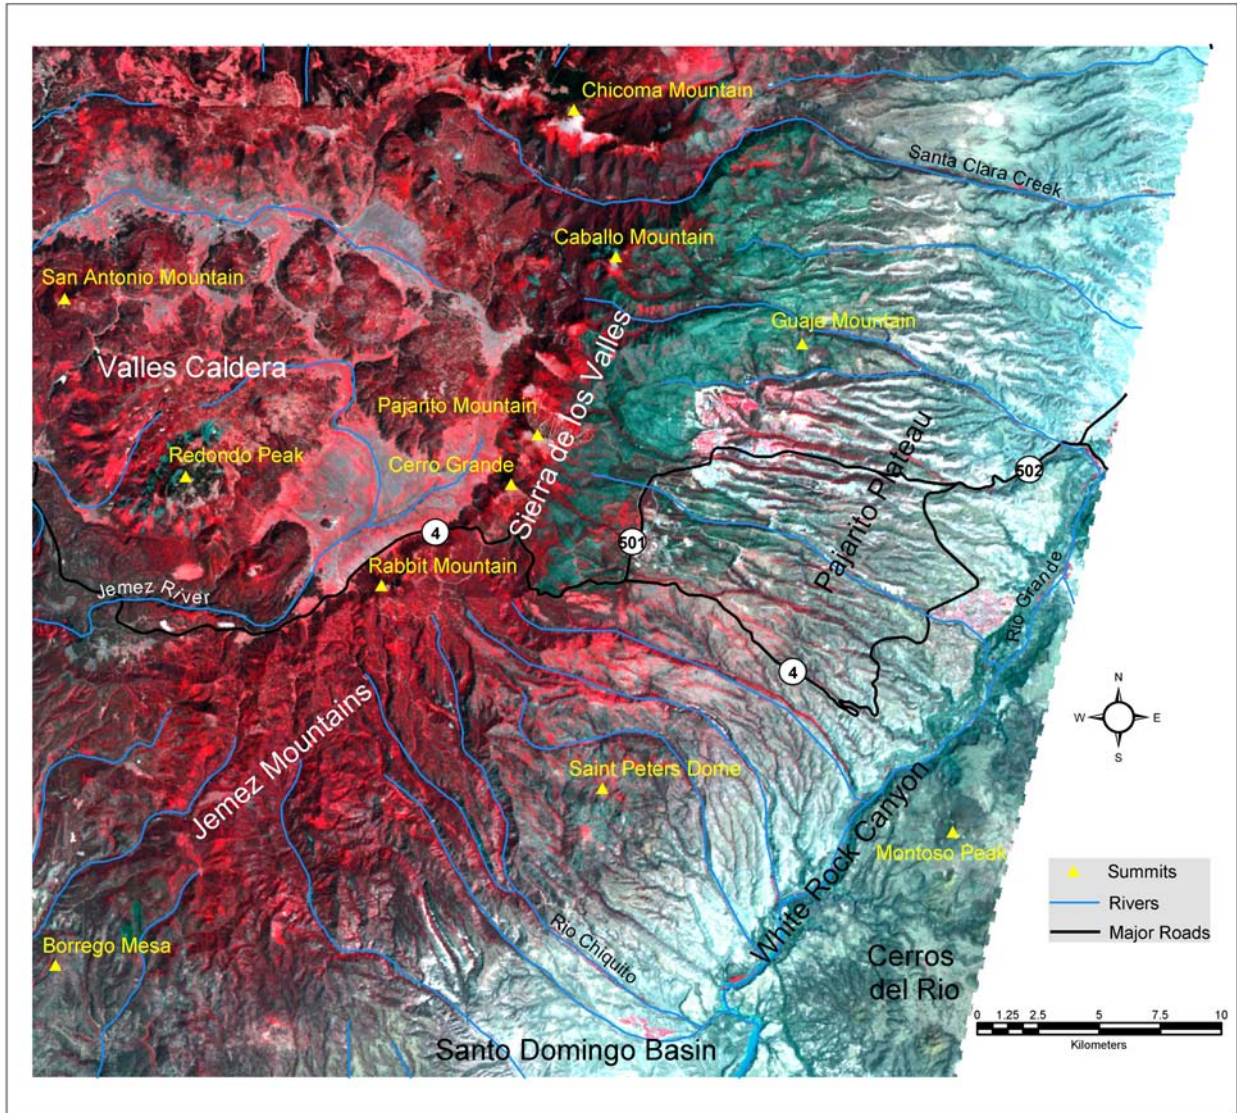 Chicoma Mountain
Santa Clara Creek
Caballo Mountain
San Antonio Mountain
Guaje Mountain
Valles Caldera
Sierra de los Valles
Pajarito Mountain
Pajarito Plateau
Redondo Peak
Cerro Grande
502
4
501
Rabbit Mountain
Jemez River
Rio Grande
4
N
W
E
S
Jemez Mountains
Saint Peters Dome
White Rock Canyon
Montoso Peak
Summits
Rivers
Major Roads
Borrego Mesa
Rio Chiquito
Cerros
del Rio
0 1.25 2.5 5 7.5 10
Kilometers
Santo Domingo Basin